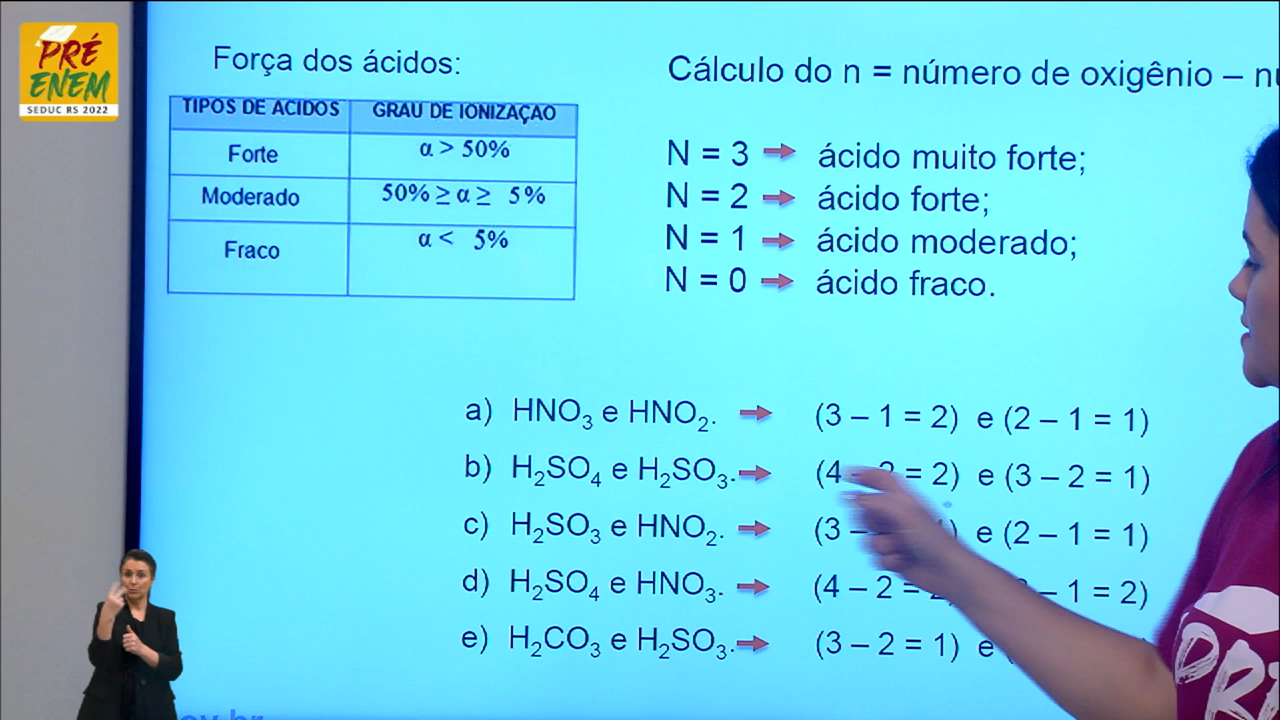 PRÉ
ENEM
SEDUC RS 2022
Força dos ácidos:
TIPOS DE ACIDOS GRAU DE IONIZAÇAO
Forte α > 50%
Moderado 50% ≥ α ≥ 5%
Fraco α < 5%
Cálculo do n = número de oxigênio –
N = 3 → ácido muito forte;
N = 2 → ácido forte;
N = 1 → ácido moderado;
N = 0 → ácido fraco.
a) HNO₃ e HNO₂. → (3 – 1 = 2) e (2 – 1 = 1)
b) H₂SO₄ e H₂SO₃. → (4 – 2 = 2) e (3 – 2 = 1)
c) H₂SO₃ e HNO₂. → (3 – e (2 – 1 = 1)
d) H₂SO₄ e HNO₃. → (4 – 2 = – 1 = 2)
e) H₂CO₃ e H₂SO₃. → (3 – 2 = 1) e